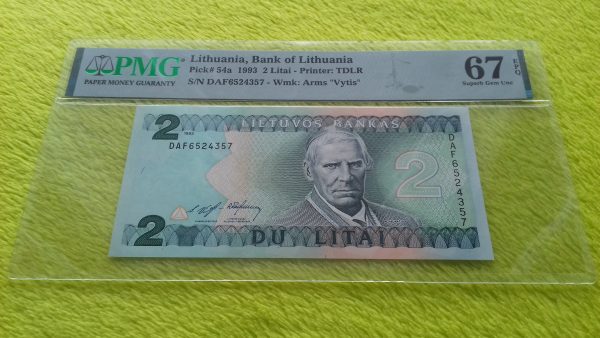 PMG
PAPER MONEY GUARANTY
Lithuania, Bank of Lithuania
Pick# 54a 1993 2 Litai - Printer: TDLR
S/N DAF6524357 - Wmk: Arms "Vytis"
67 EPQ
Superb Gem Unc
2
1993
LIETUVOS BANKAS
DAF6524357
2
DAF6524357
2
DU LITAI